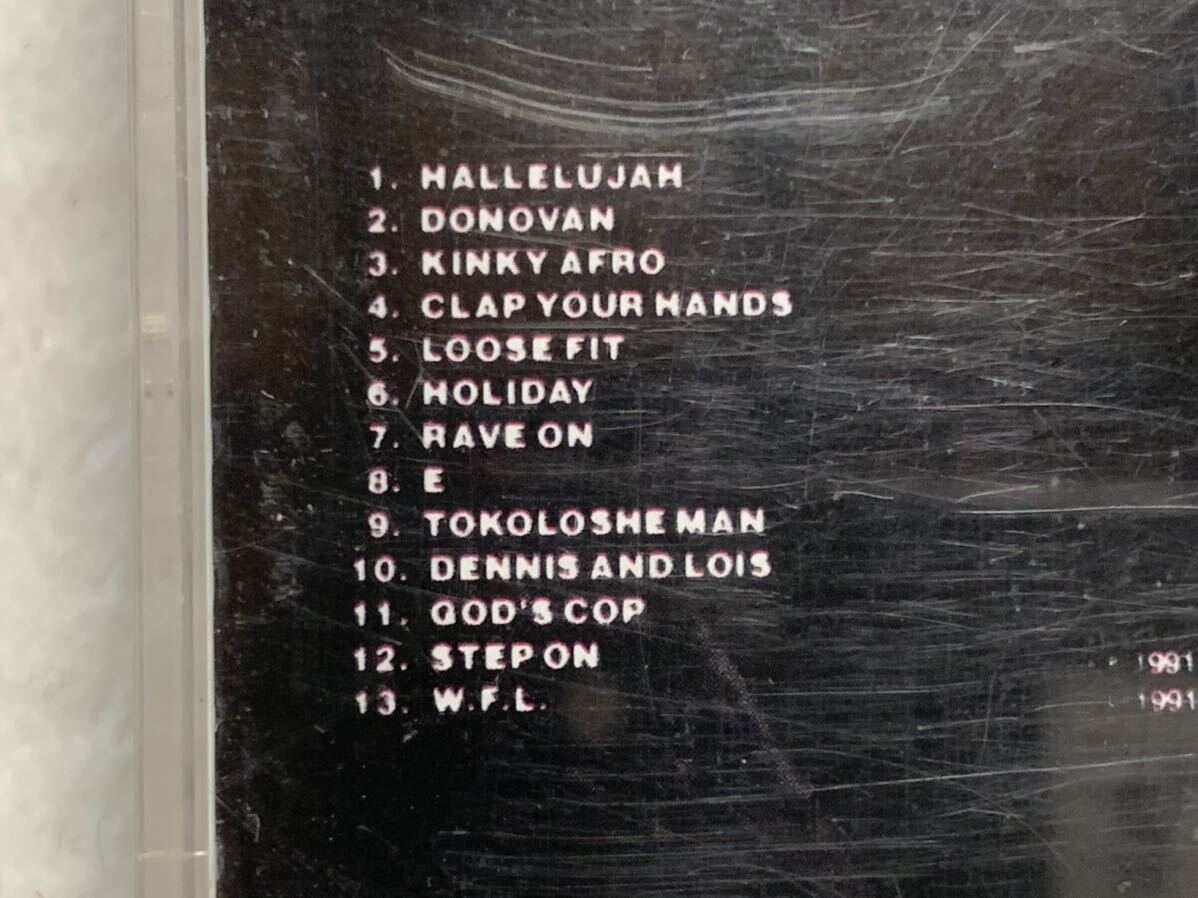 1. HALLELUJAH
2. DONOVAN
3. KINKY AFRO
4. CLAP YOUR HANDS
5. LOOSE FIT
6. HOLIDAY
7. RAVE ON
8. E
9. TOKOLOSHE MAN
10. DENNIS AND LOIS
11. GOD'S COP
12. STEP ON
13. W.F.L.
1991
1991